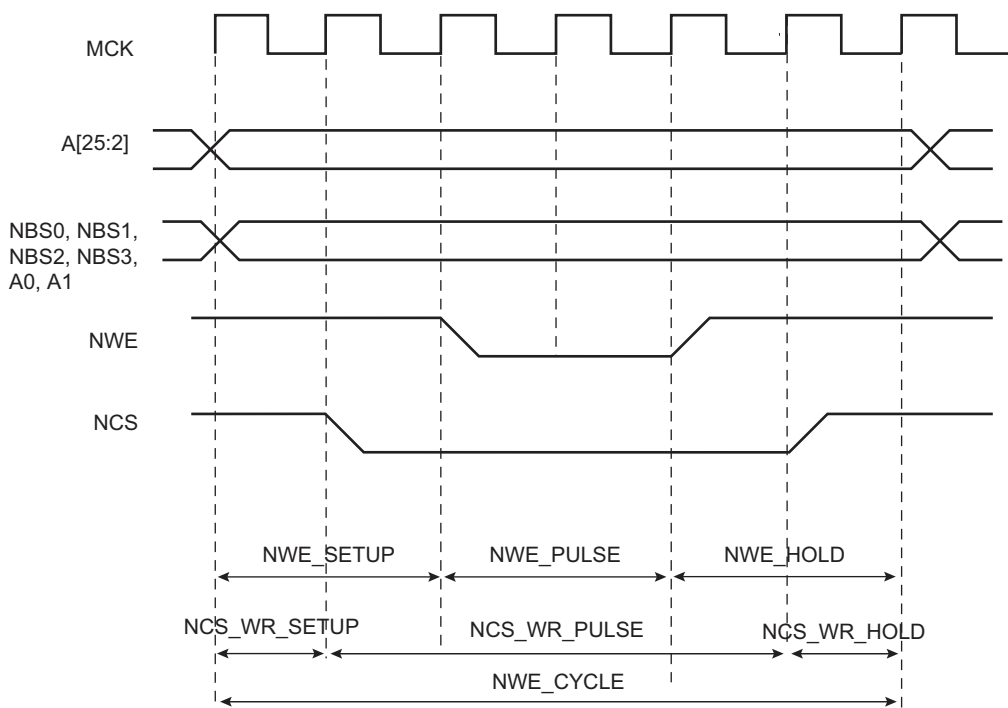 MCK
A[25:2]
NBS0, NBS1,
NBS2, NBS3,
A0, A1
NWE
NCS
NWE_SETUP
NWE_PULSE
NWE_HOLD
NCS_WR_SETUP
NCS_WR_PULSE
NCS_WR_HOLD
NWE_CYCLE